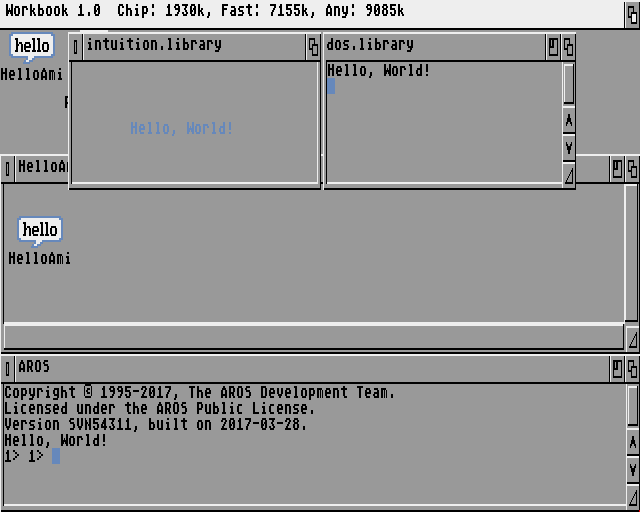 Workbook 1.0 Chip: 1930k, Fast: 7155k, Any: 9085k
hello
HelloAmi
intuition.library
Hello, World!
dos.library
Hello, World!
HelloA
hello
HelloAmi
AROS
Copyright © 1995-2017, The AROS Development Team.
Licensed under the AROS Public License.
Version SVN54311, built on 2017-03-28.
Hello, World!
1> 1>